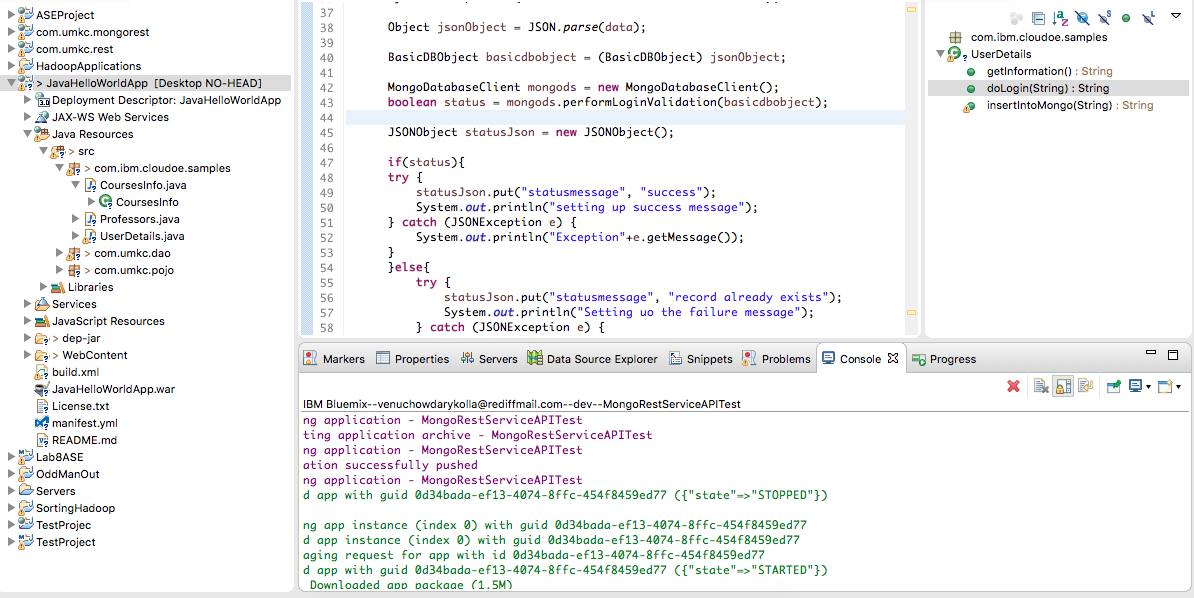 ASEProject
com.umkc.mongorest
com.umkc.rest
HadoopApplications
> JavaHelloWorldApp [Desktop NO-HEAD]
Deployment Descriptor: JavaHelloWorldApp
JAX-WS Web Services
Java Resources
> src
> com.ibm.cloudoe.samples
CoursesInfo.java
CoursesInfo
Professors.java
UserDetails.java
> com.umkc.dao
> com.umkc.pojo
Libraries
Services
JavaScript Resources
> dep-jar
> WebContent
build.xml
JavaHelloWorldApp.war
License.txt
manifest.yml
README.md
Lab8ASE
OddManOut
Servers
SortingHadoop
TestProjec
TestProject
37
38 Object jsonObject = JSON.parse(data);
39
40 BasicDBObject basicdbobject = (BasicDBObject) jsonObject;
41
42 MongoDatabaseClient mongods = new MongoDatabaseClient();
43 boolean status = mongods.performLoginValidation(basicdbobject);
44
45 JSONObject statusJson = new JSONObject();
46
47 if(status){
48 try {
49 statusJson.put("statusmessage", "success");
50 System.out.println("setting up success message");
51 } catch (JSONException e) {
52 System.out.println("Exception"+e.getMessage());
53 }
54 }else{
55 try {
56 statusJson.put("statusmessage", "record already exists");
57 System.out.println("Setting uo the failure message");
58 } catch (JSONException e) {
com.ibm.cloudoe.samples
UserDetails
getInformation() : String
doLogin(String) : String
insertIntoMongo(String) : String
Markers Properties Servers Data Source Explorer Snippets Problems Console Progress
IBM Bluemix--venuchowdarykolla@rediffmail.com--dev--MongoRestServiceAPITest
ng application - MongoRestServiceAPITest
ting application archive - MongoRestServiceAPITest
ng application - MongoRestServiceAPITest
ation successfully pushed
ng application - MongoRestServiceAPITest
d app with guid 0d34bada-ef13-4074-8ffc-454f8459ed77 ({"state"=>"STOPPED"})
ng app instance (index 0) with guid 0d34bada-ef13-4074-8ffc-454f8459ed77
d app instance (index 0) with guid 0d34bada-ef13-4074-8ffc-454f8459ed77
aging request for app with id 0d34bada-ef13-4074-8ffc-454f8459ed77
d app with guid 0d34bada-ef13-4074-8ffc-454f8459ed77 ({"state"=>"STARTED"})
Downloaded app package (1.5M)